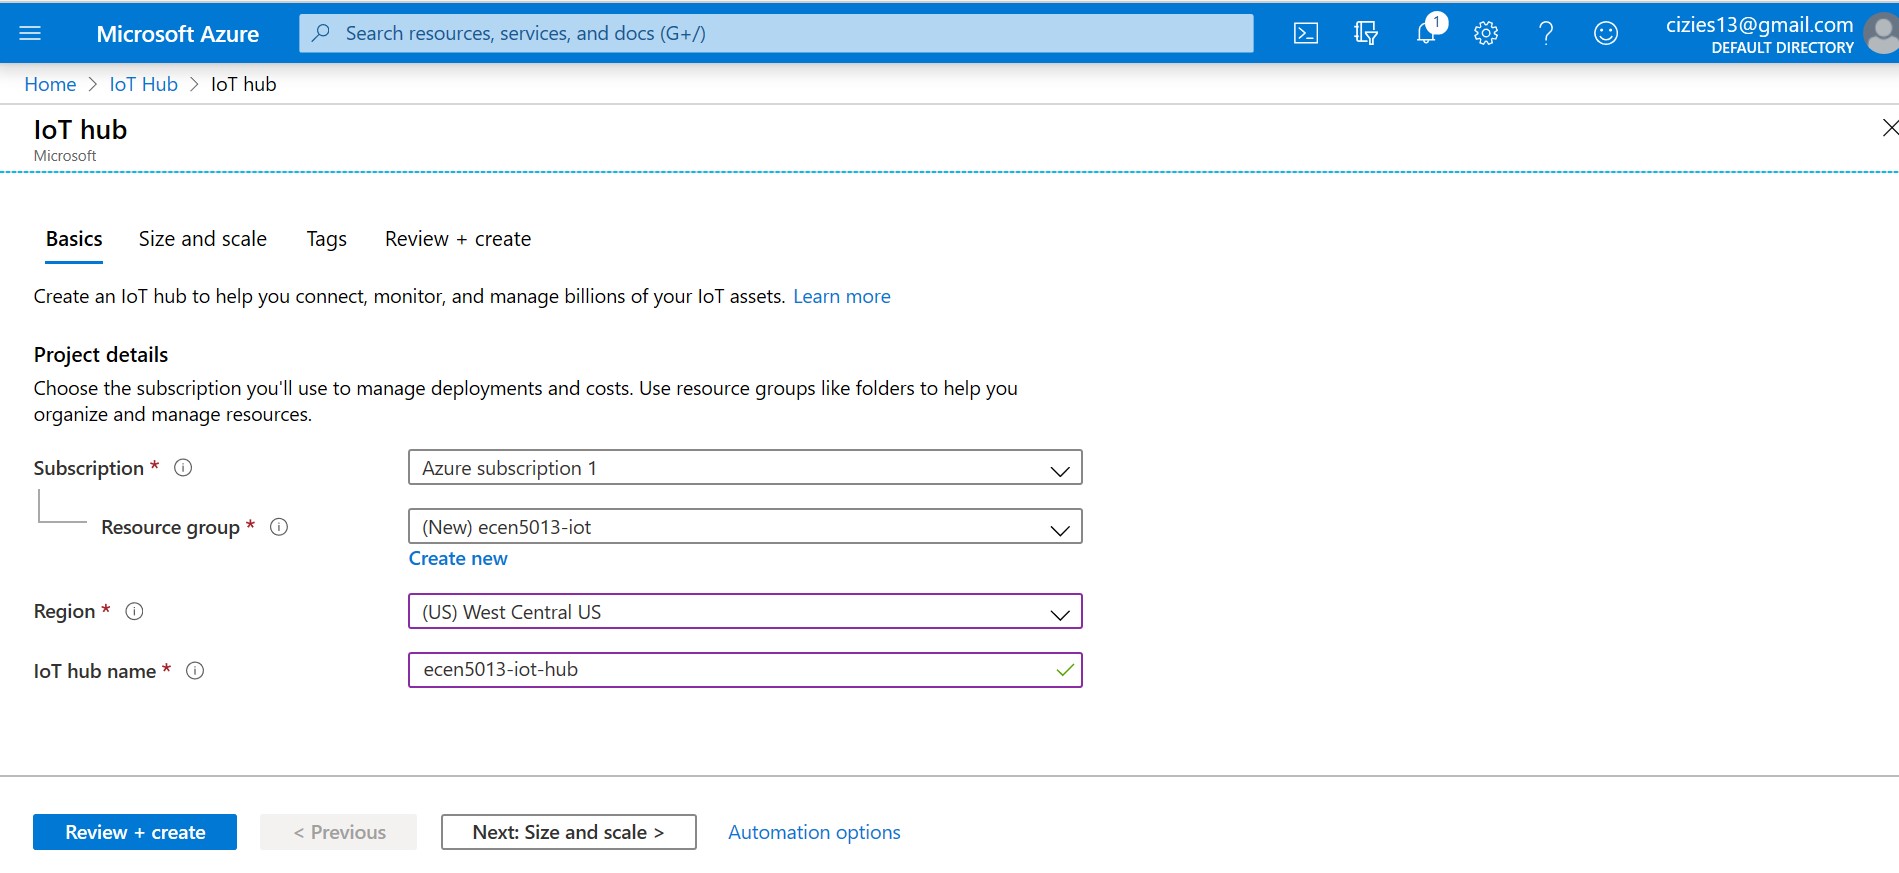 Microsoft Azure
Search resources, services, and docs (G+/)
1
cizies13@gmail.com
DEFAULT DIRECTORY
Home > IoT Hub > IoT hub
IoT hub
Microsoft
Basics Size and scale Tags Review + create
Create an IoT hub to help you connect, monitor, and manage billions of your IoT assets. Learn more
Project details
Choose the subscription you'll use to manage deployments and costs. Use resource groups like folders to help you
organize and manage resources.
Subscription * Azure subscription 1
Resource group * (New) ecen5013-iot
Create new
Region * (US) West Central US
IoT hub name * ecen5013-iot-hub
Review + create < Previous Next: Size and scale > Automation options